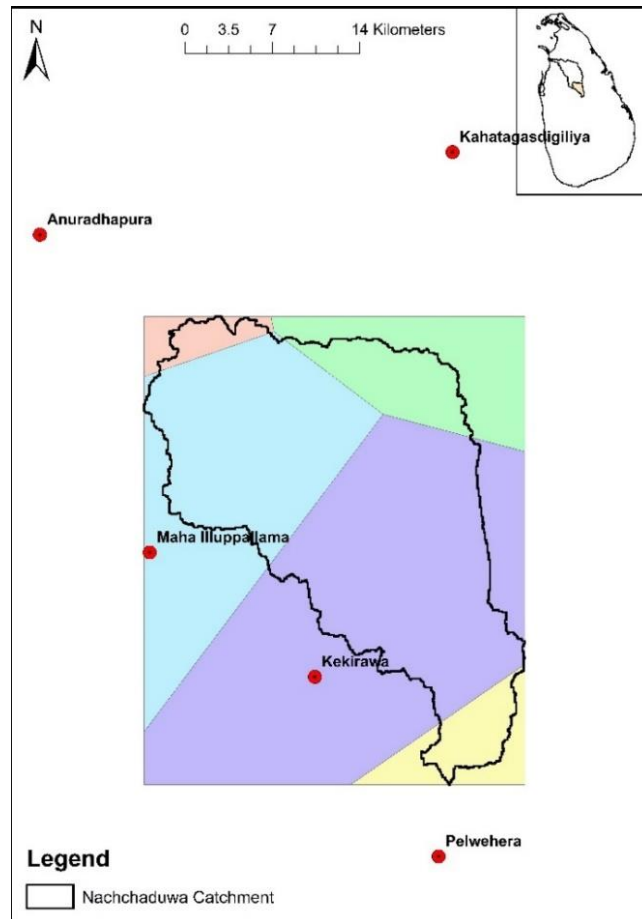 N
0 3.5 7 14 Kilometers
Kahatagasdigiliya
Anuradhapura
Maha Illuppallama
Kekirawa
Pelwehera
Legend
Nachchaduwa Catchment